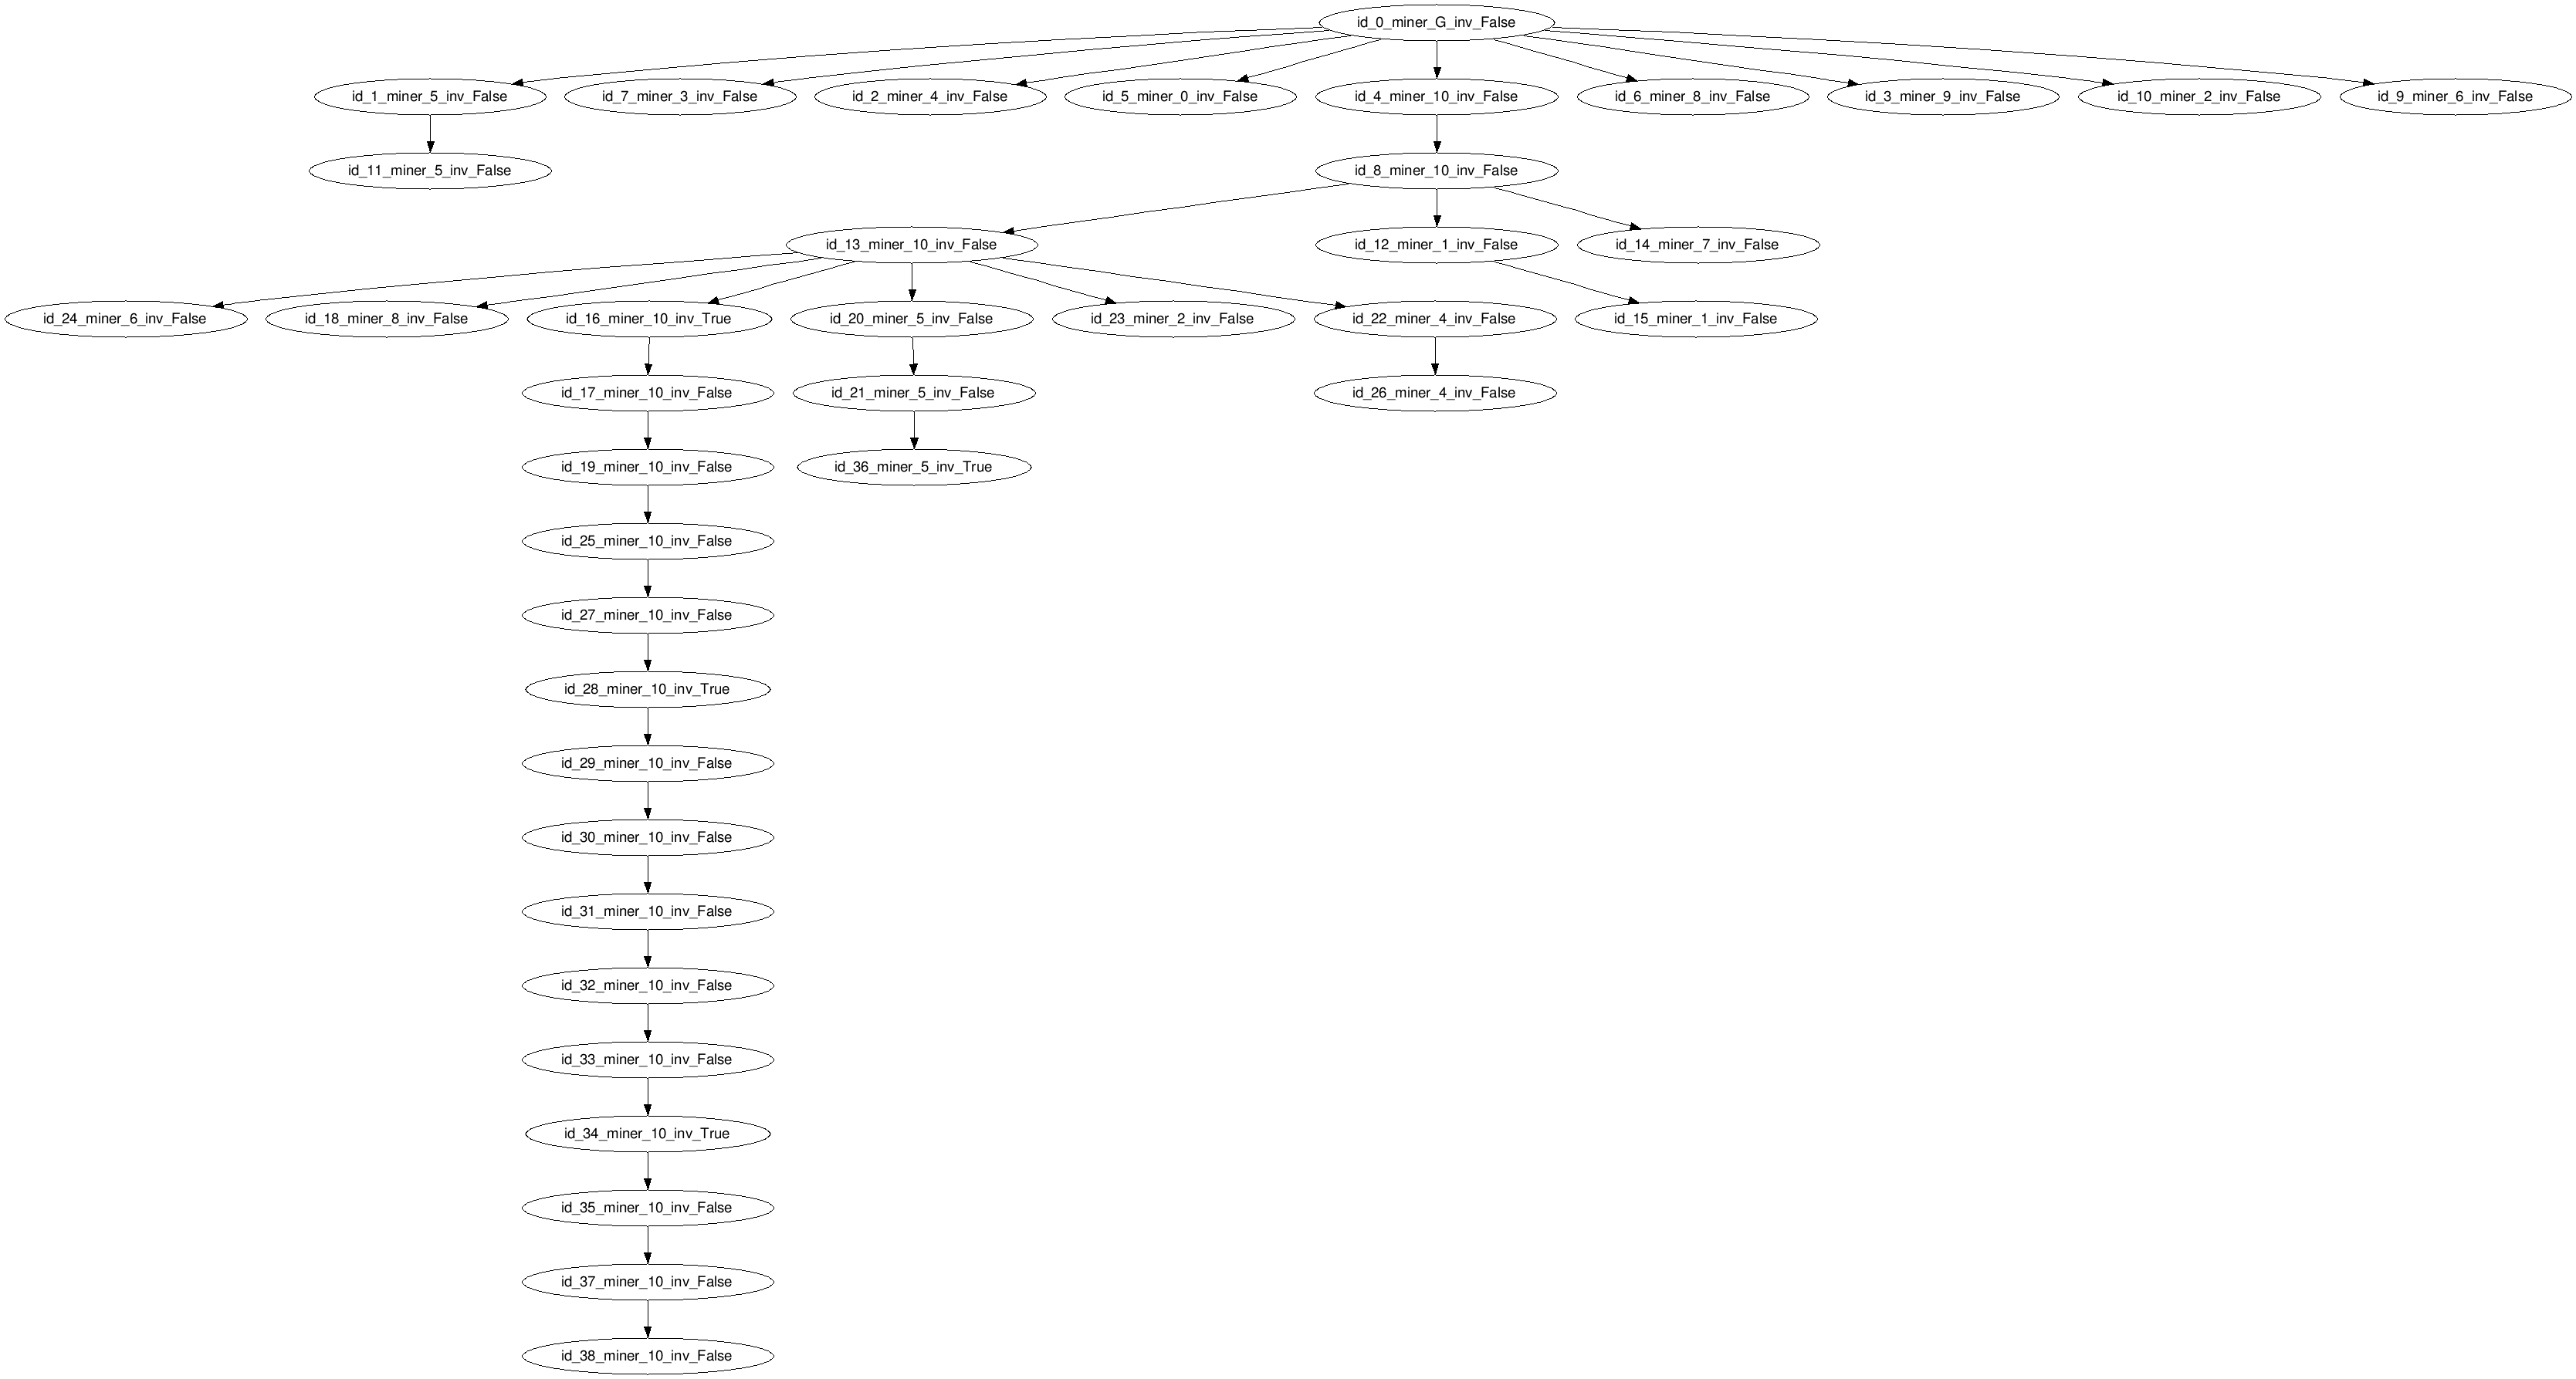 id_0_miner_G_inv_False
id_1_miner_5_inv_False
id_7_miner_3_inv_False
id_2_miner_4_inv_False
id_5_miner_0_inv_False
id_4_miner_10_inv_False
id_6_miner_8_inv_False
id_3_miner_9_inv_False
id_10_miner_2_inv_False
id_9_miner_6_inv_False
id_11_miner_5_inv_False
id_8_miner_10_inv_False
id_13_miner_10_inv_False
id_12_miner_1_inv_False
id_14_miner_7_inv_False
id_24_miner_6_inv_False
id_18_miner_8_inv_False
id_16_miner_10_inv_True
id_20_miner_5_inv_False
id_23_miner_2_inv_False
id_22_miner_4_inv_False
id_15_miner_1_inv_False
id_17_miner_10_inv_False
id_21_miner_5_inv_False
id_26_miner_4_inv_False
id_19_miner_10_inv_False
id_36_miner_5_inv_True
id_25_miner_10_inv_False
id_27_miner_10_inv_False
id_28_miner_10_inv_True
id_29_miner_10_inv_False
id_30_miner_10_inv_False
id_31_miner_10_inv_False
id_32_miner_10_inv_False
id_33_miner_10_inv_False
id_34_miner_10_inv_True
id_35_miner_10_inv_False
id_37_miner_10_inv_False
id_38_miner_10_inv_False